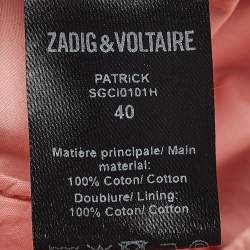 ZADIG&VOLTAIRE
PATRICK
SGCI0101H
40
Matière principale/ Main
material:
100% Coton/ Cotton
Doublure/ Lining:
100% Coton/ Cotton